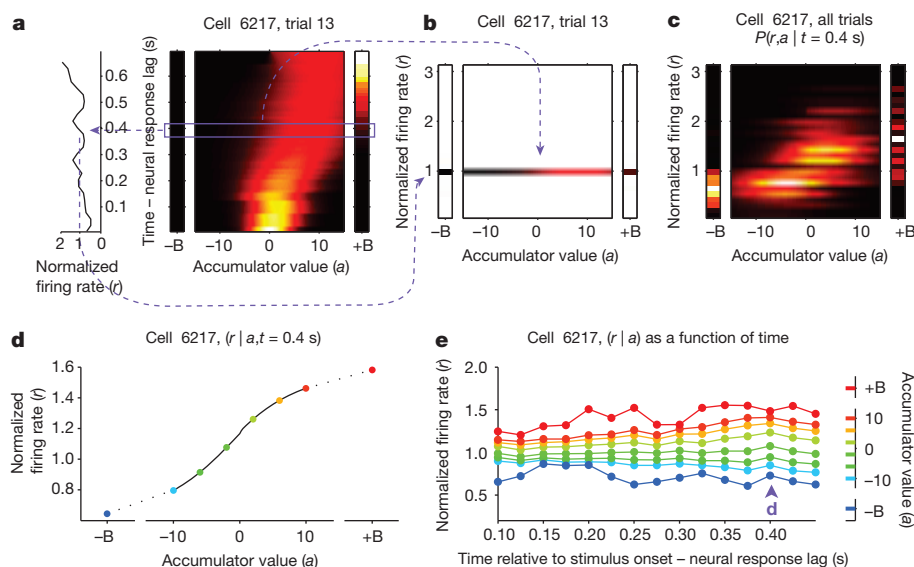 a
Cell 6217, trial 13
Time – neural response lag (s)
0.6
0.5
0.4
0.3
0.2
0.1
2 1 0
Normalized
firing rate (r)
–B
–10 0 10
+B
Accumulator value (a)
b
Cell 6217, trial 13
Normalized firing rate (r)
3
2
1
–B
–10 0 10
+B
Accumulator value (a)
c
Cell 6217, all trials
P(r,a | t = 0.4 s)
Normalized firing rate (r)
3
2
1
–B
–10 0 10
+B
Accumulator value (a)
d
Cell 6217, (r | a,t = 0.4 s)
Normalized
firing rate (r)
1.6
1.4
1.2
1.0
0.8
–B
–10 0 10
+B
Accumulator value (a)
e
Cell 6217, (r | a) as a function of time
Normalized firing rate (r)
2.0
1.5
1.0
0.5
d
0.10 0.15 0.20 0.25 0.30 0.35 0.40
Time relative to stimulus onset – neural response lag (s)
+B
10
0
–10
–B
Accumulator value (a)